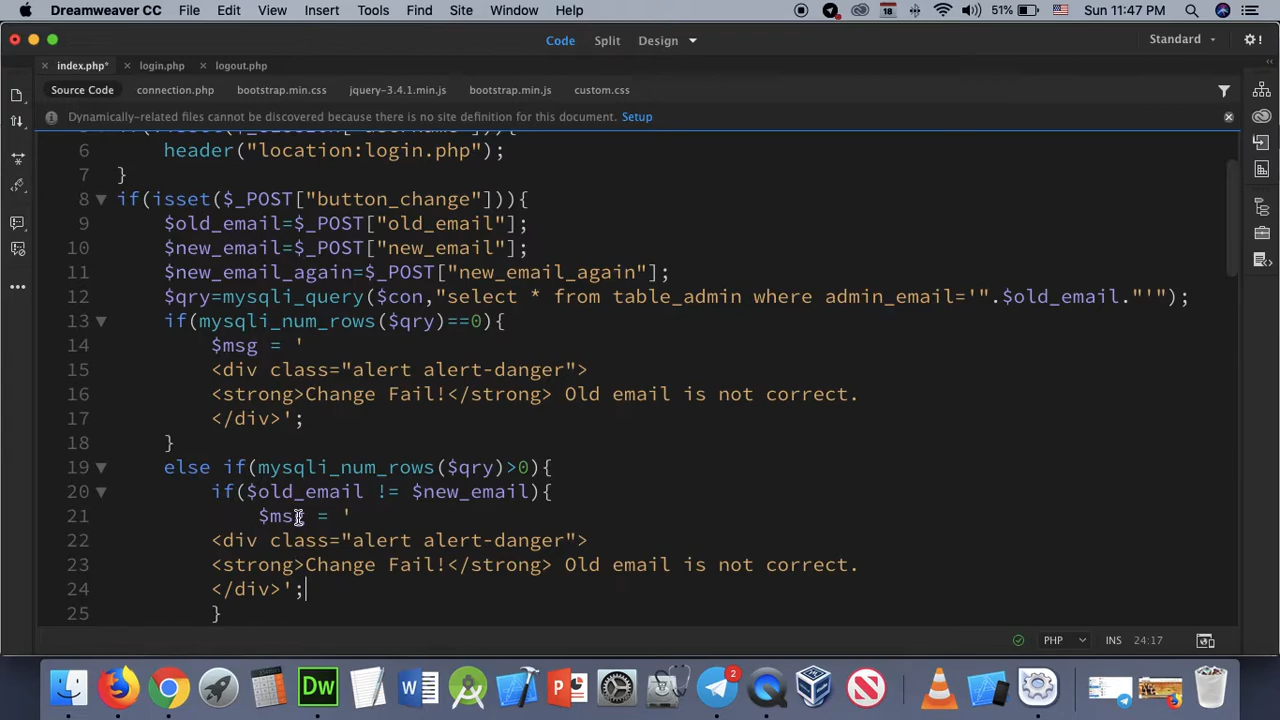 Dreamweaver CC File Edit View Insert Tools Find Site Window Help 18 51% Sun 11:47 PM
Code Split Design Standard
index.php* login.php logout.php
Source Code connection.php bootstrap.min.css jquery-3.4.1.min.js bootstrap.min.js custom.css
Dynamically-related files cannot be discovered because there is no site definition for this document. Setup
6 header("location:login.php");
7 }
8 if(isset($_POST["button_change"])){
9 $old_email=$_POST["old_email"];
10 $new_email=$_POST["new_email"];
11 $new_email_again=$_POST["new_email_again"];
12 $qry=mysqli_query($con,"select * from table_admin where admin_email='".$old_email."'");
13 if(mysqli_num_rows($qry)==0){
14 $msg = '
15 <div class="alert alert-danger">
16 <strong>Change Fail!</strong> Old email is not correct.
17 </div>';
18 }
19 else if(mysqli_num_rows($qry)>0){
20 if($old_email != $new_email){
21 $msg = '
22 <div class="alert alert-danger">
23 <strong>Change Fail!</strong> Old email is not correct.
24 </div>';
25 }
PHP INS 24:17
Dw W P 2